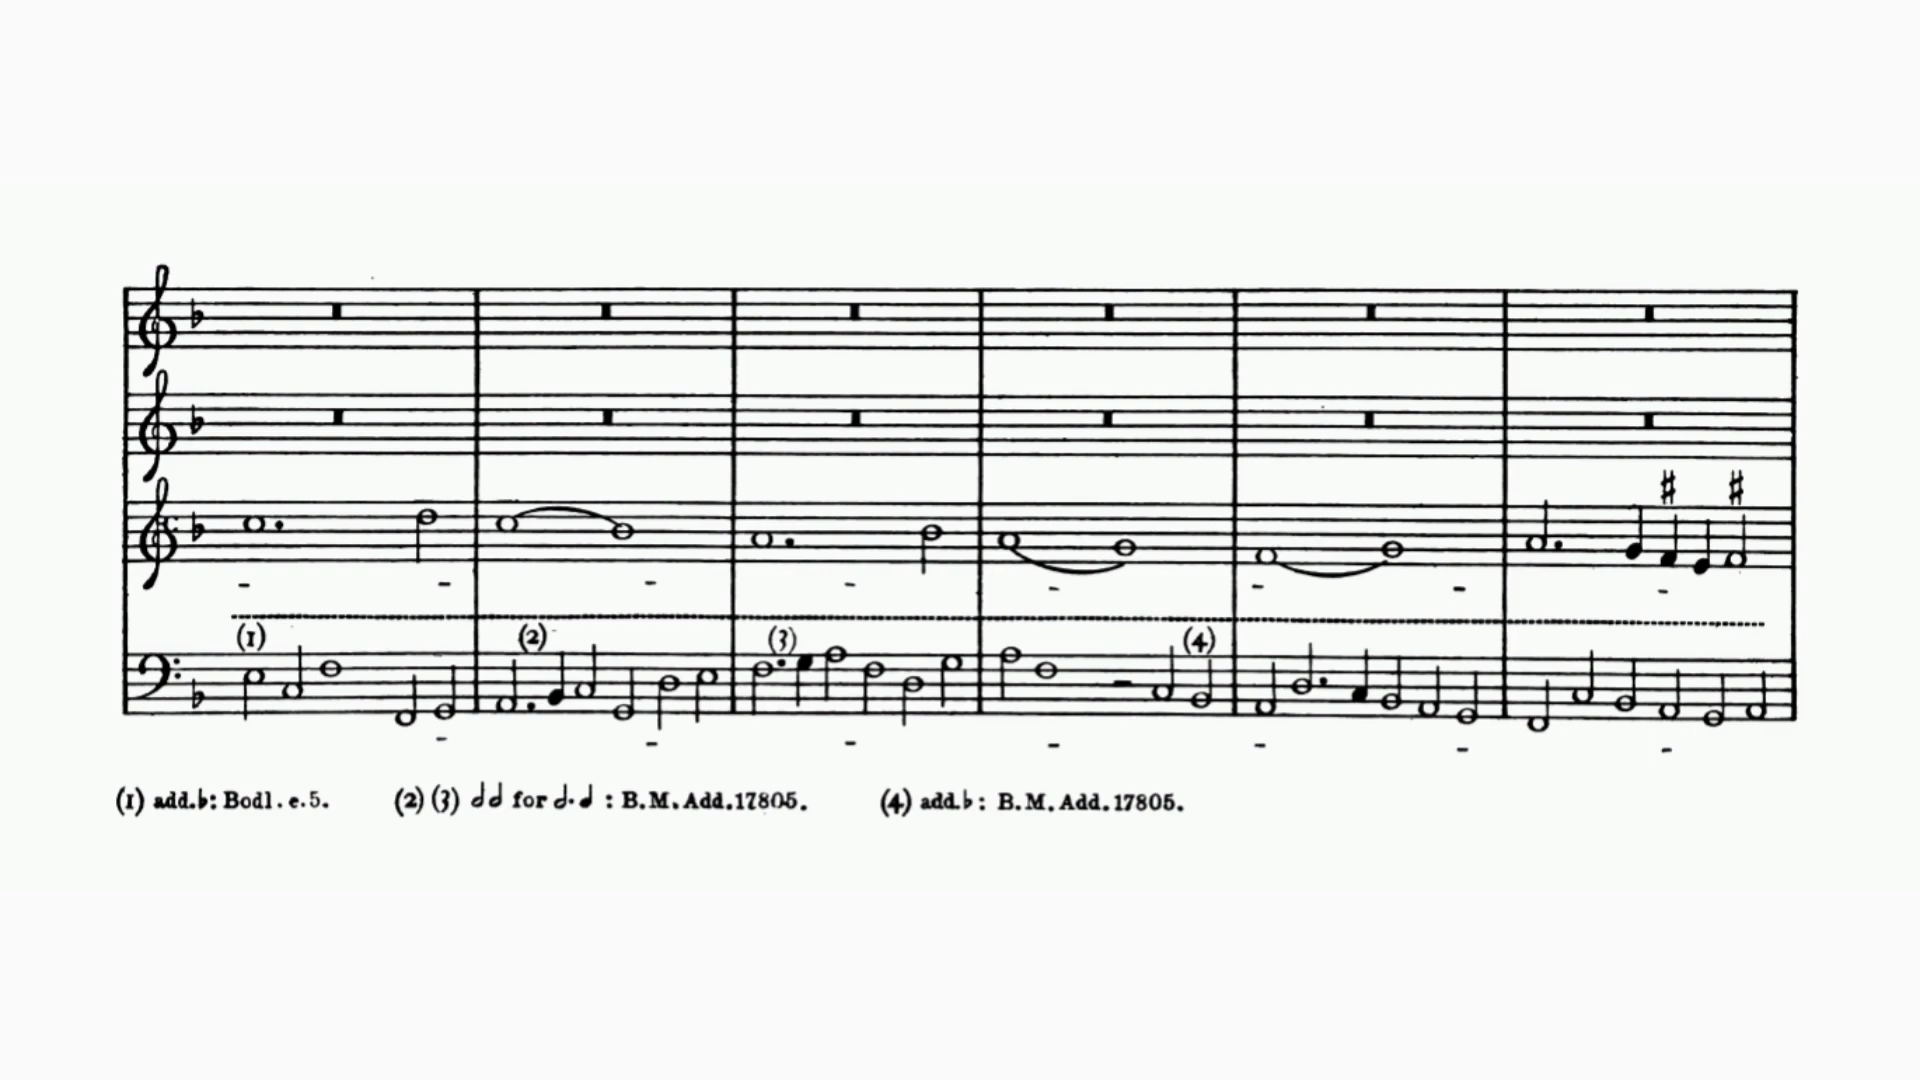 (1) (2) (3) (4)
(1) add.♭: Bodl. e.5. (2) (3) 𝅗𝅥 𝅗𝅥 for 𝅗𝅥. 𝅘𝅥 : B.M. Add.17805. (4) add.♭: B.M. Add.17805.